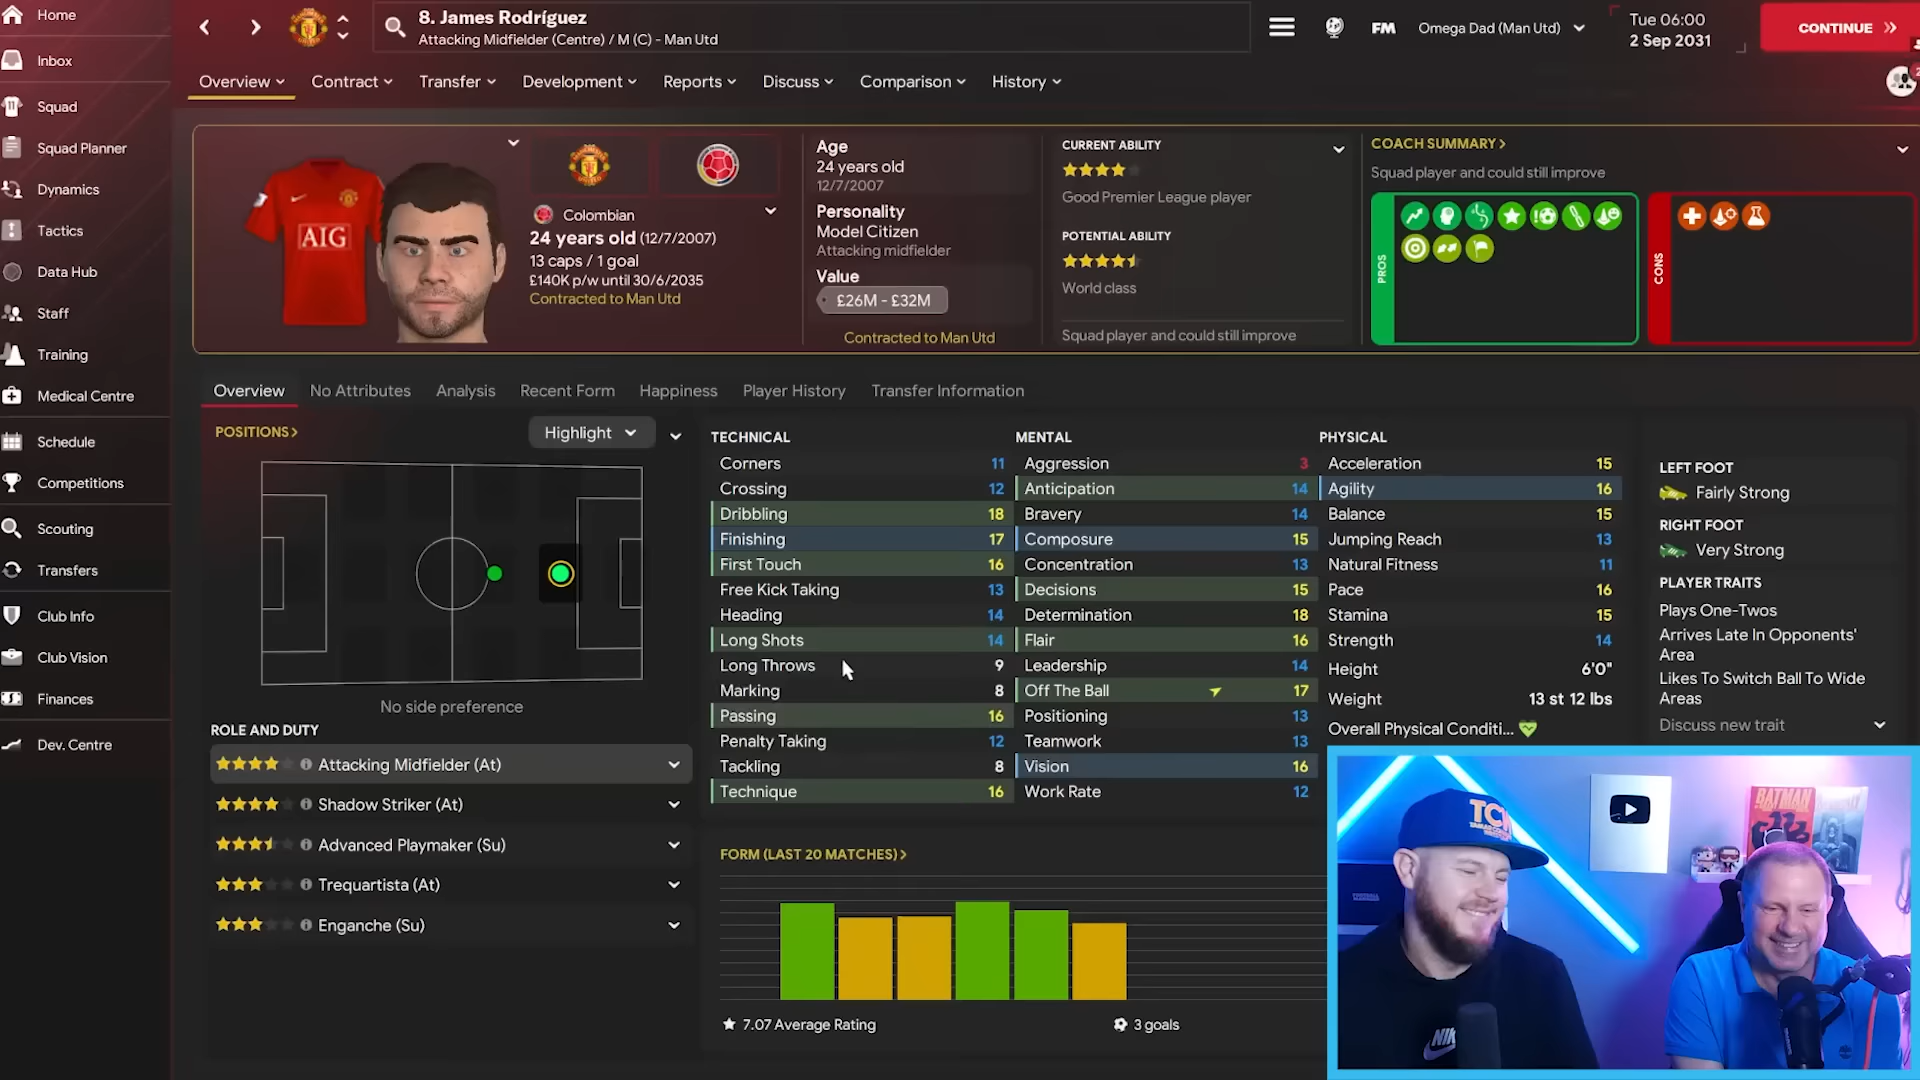 Home
Inbox
Squad
Squad Planner
Dynamics
Tactics
Data Hub
Staff
Training
Medical Centre
Schedule
Competitions
Scouting
Transfers
Club Info
Club Vision
Finances
Dev. Centre
8. James Rodríguez
Attacking Midfielder (Centre) / M (C) - Man Utd
FM
Omega Dad (Man Utd)
Tue 06:00
2 Sep 2031
CONTINUE
Overview
Contract
Transfer
Development
Reports
Discuss
Comparison
History
AIG
Colombian
24 years old (12/7/2007)
13 caps / 1 goal
£140K p/w until 30/6/2035
Contracted to Man Utd
Age
24 years old
12/7/2007
Personality
Model Citizen
Attacking midfielder
Value
£26M - £32M
Contracted to Man Utd
CURRENT ABILITY
Good Premier League player
POTENTIAL ABILITY
World class
Squad player and could still improve
COACH SUMMARY >
Squad player and could still improve
PROS
CONS
Overview
No Attributes
Analysis
Recent Form
Happiness
Player History
Transfer Information
POSITIONS >
Highlight
No side preference
ROLE AND DUTY
Attacking Midfielder (At)
Shadow Striker (At)
Advanced Playmaker (Su)
Trequartista (At)
Enganche (Su)
TECHNICAL
Corners 11
Crossing 12
Dribbling 18
Finishing 17
First Touch 16
Free Kick Taking 13
Heading 14
Long Shots 14
Long Throws 9
Marking 8
Passing 16
Penalty Taking 12
Tackling 8
Technique 16
MENTAL
Aggression 3
Anticipation 14
Bravery 14
Composure 15
Concentration 13
Decisions 15
Determination 18
Flair 16
Leadership 14
Off The Ball 17
Positioning 13
Teamwork 13
Vision 16
Work Rate 12
PHYSICAL
Acceleration 15
Agility 16
Balance 15
Jumping Reach 13
Natural Fitness 11
Pace 16
Stamina 15
Strength 14
Height 6'0"
Weight 13 st 12 lbs
Overall Physical Conditi...
LEFT FOOT
Fairly Strong
RIGHT FOOT
Very Strong
PLAYER TRAITS
Plays One-Twos
Arrives Late In Opponents'
Area
Likes To Switch Ball To Wide
Areas
Discuss new trait
FORM (LAST 20 MATCHES) >
7.07 Average Rating
3 goals
BATMAN